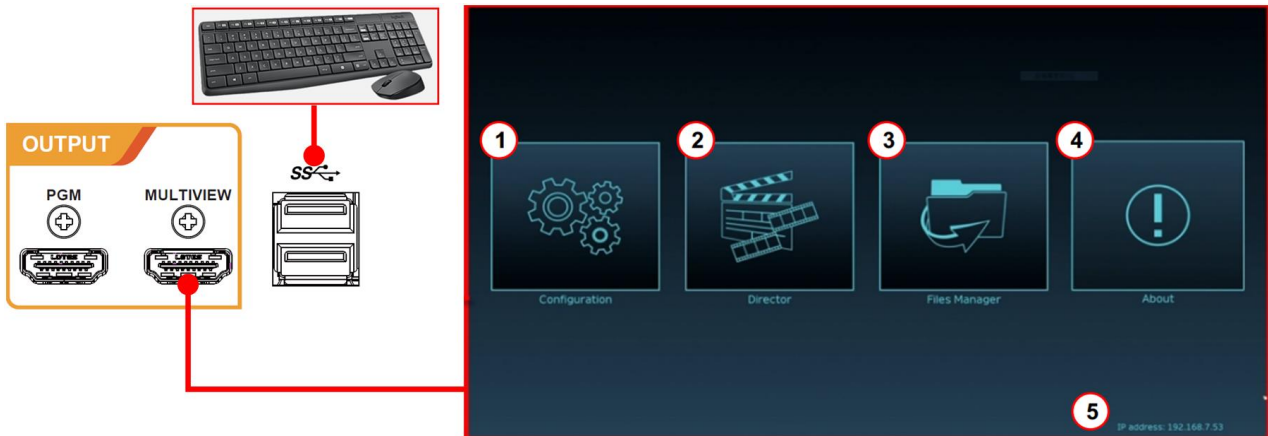 OUTPUT
PGM
MULTIVIEW
SS
1
2
3
4
Configuration
Director
Files Manager
About
5
IP address: 192.168.7.53